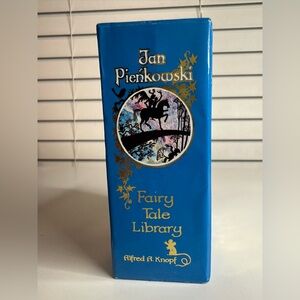 Jan
Pieńkowski
Fairy
Tale
Library
Alfred A. Knopf